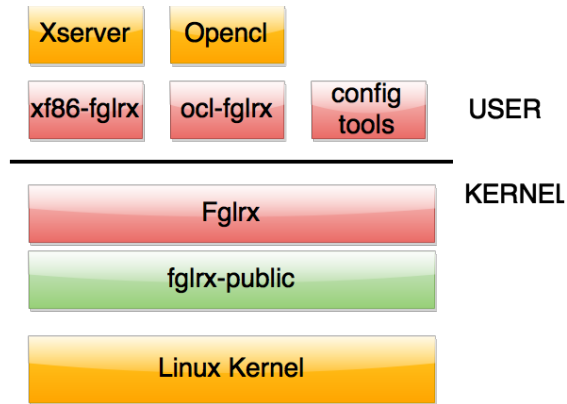 Xserver
Opencl
xf86-fglrx
ocl-fglrx
config
tools
USER
KERNEL
Fglrx
fglrx-public
Linux Kernel